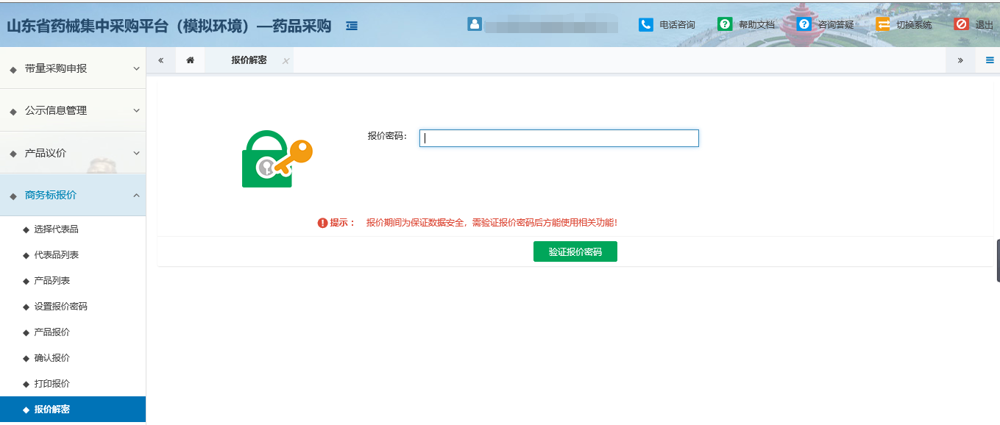 山东省药械集中采购平台（模拟环境）—药品采购
电话咨询
帮助文档
咨询答疑
切换系统
退出
带量采购申报
公示信息管理
产品议价
商务标报价
选择代表品
代表品列表
产品列表
设置报价密码
产品报价
确认报价
打印报价
报价解密
报价解密
报价密码：
提示： 报价期间为保证数据安全，需验证报价密码后方能使用相关功能！
验证报价密码